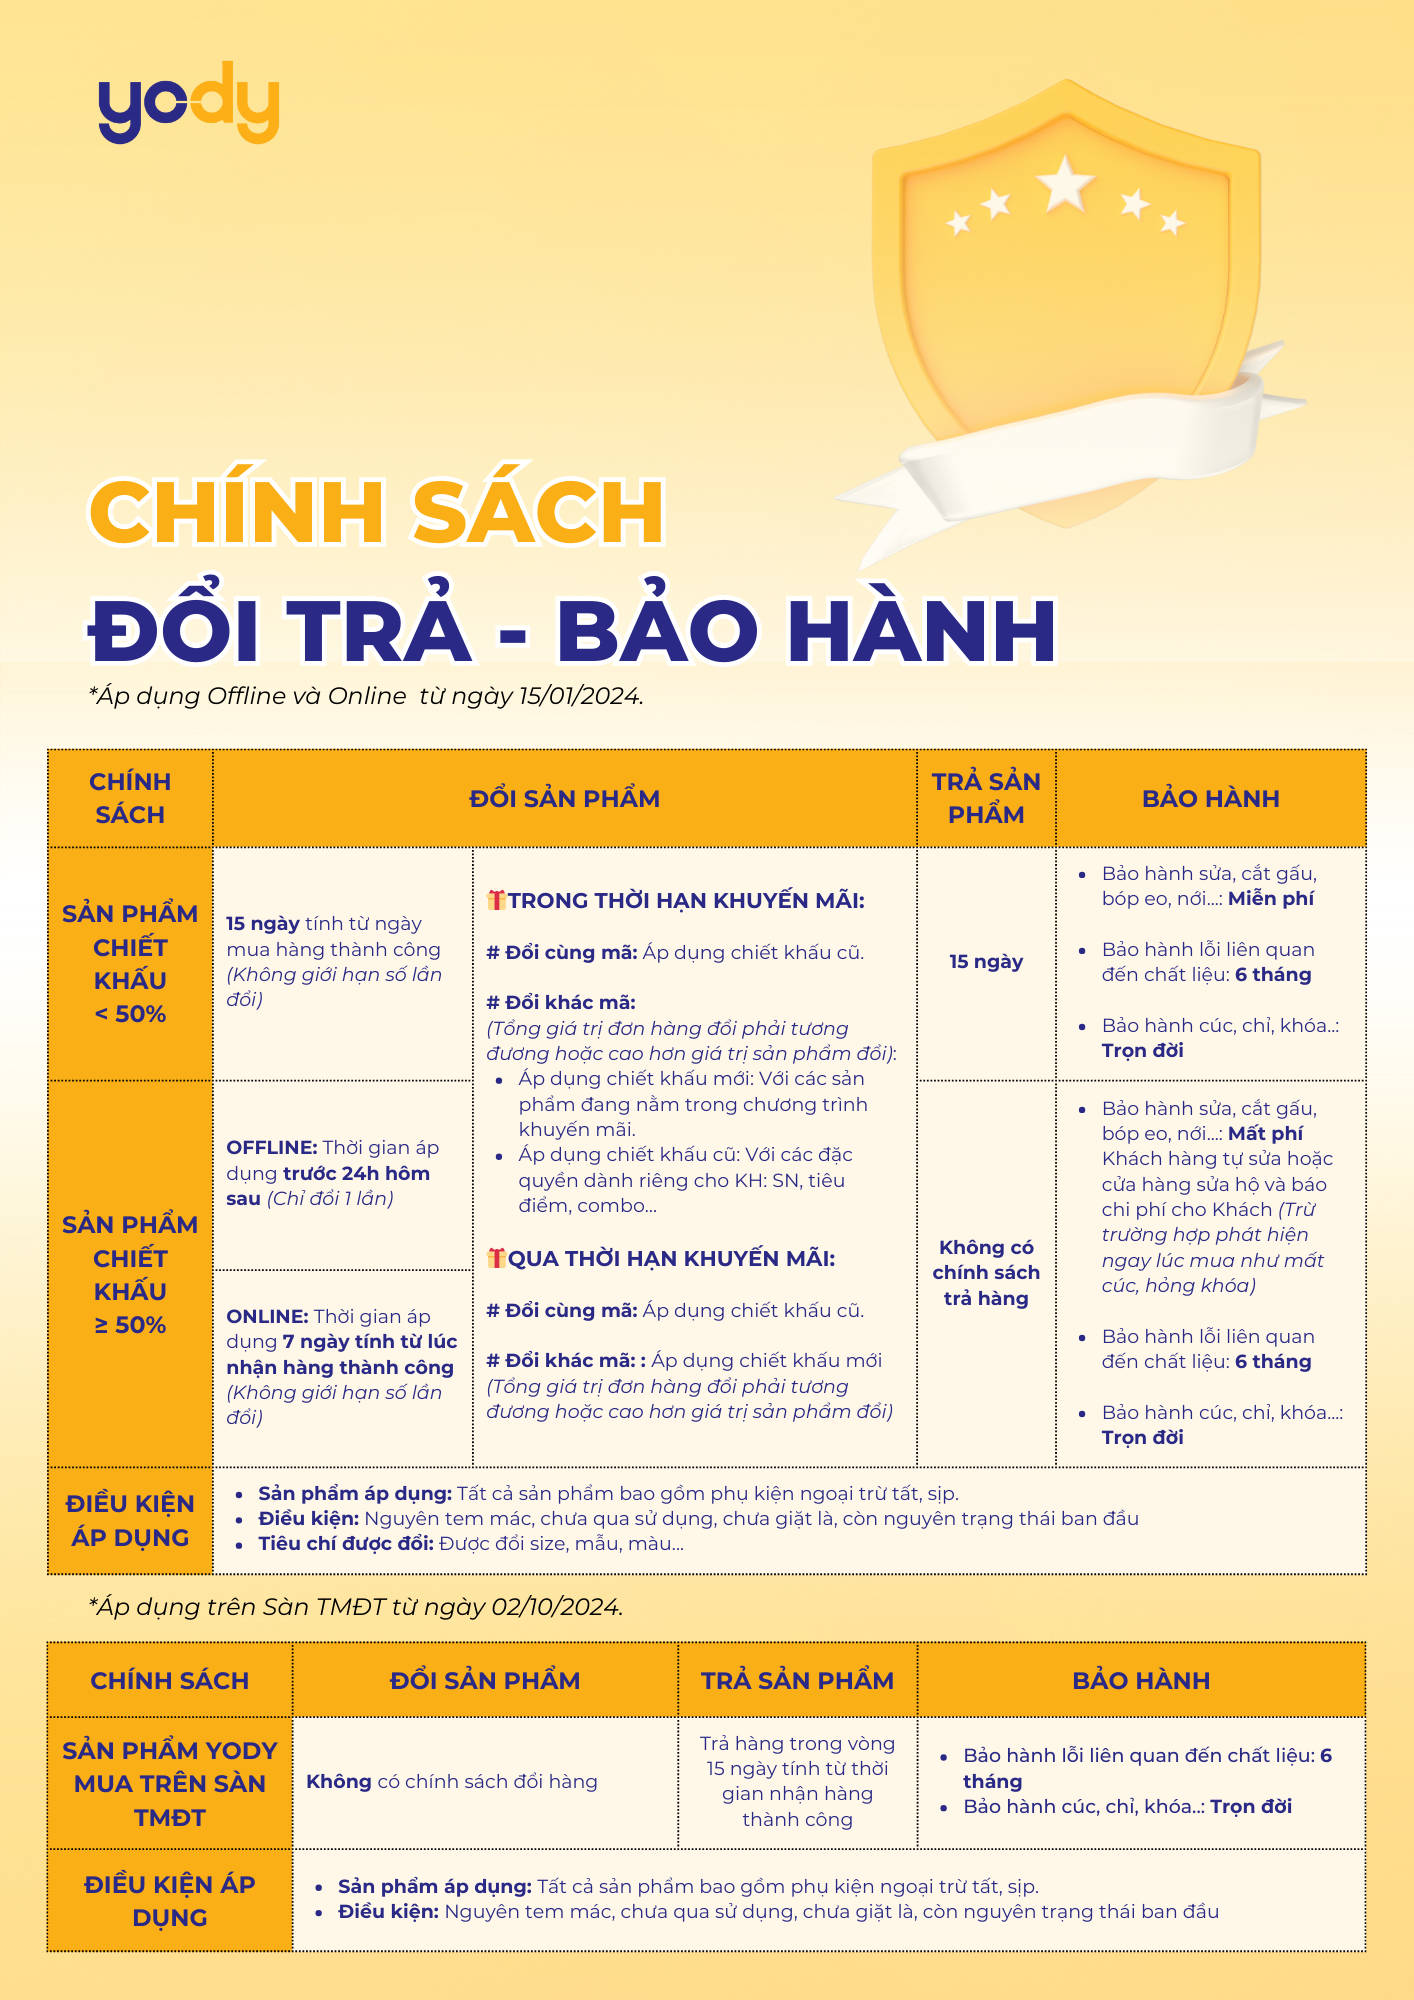 yody
CHÍNH SÁCH
ĐỔI TRẢ - BẢO HÀNH
*Áp dụng Offline và Online từ ngày 15/01/2024.
CHÍNH
SÁCH
ĐỔI SẢN PHẨM
TRẢ SẢN
PHẨM
BẢO HÀNH
SẢN PHẨM
CHIẾT
KHẤU
< 50%
15 ngày tính từ ngày
mua hàng thành công
(Không giới hạn số lần
đổi)
🎁TRONG THỜI HẠN KHUYẾN MÃI:
# Đổi cùng mã: Áp dụng chiết khấu cũ.
# Đổi khác mã:
(Tổng giá trị đơn hàng đổi phải tương
đương hoặc cao hơn giá trị sản phẩm đổi):
• Áp dụng chiết khấu mới: Với các sản
phẩm đang nằm trong chương trình
khuyến mãi.
• Áp dụng chiết khấu cũ: Với các đặc
quyền dành riêng cho KH: SN, tiêu
điểm, combo...
🎁QUA THỜI HẠN KHUYẾN MÃI:
# Đổi cùng mã: Áp dụng chiết khấu cũ.
# Đổi khác mã: : Áp dụng chiết khấu mới
(Tổng giá trị đơn hàng đổi phải tương
đương hoặc cao hơn giá trị sản phẩm đổi)
15 ngày
• Bảo hành sửa, cắt gấu,
bóp eo, nới...: Miễn phí
• Bảo hành lỗi liên quan
đến chất liệu: 6 tháng
• Bảo hành cúc, chỉ, khóa..:
Trọn đời
SẢN PHẨM
CHIẾT
KHẤU
≥ 50%
OFFLINE: Thời gian áp
dụng trước 24h hôm
sau (Chỉ đổi 1 lần)
ONLINE: Thời gian áp
dụng 7 ngày tính từ lúc
nhận hàng thành công
(Không giới hạn số lần
đổi)
Không có
chính sách
trả hàng
• Bảo hành sửa, cắt gấu,
bóp eo, nới...: Mất phí
Khách hàng tự sửa hoặc
cửa hàng sửa hộ và báo
chi phí cho Khách (Trừ
trường hợp phát hiện
ngay lúc mua như mất
cúc, hỏng khóa)
• Bảo hành lỗi liên quan
đến chất liệu: 6 tháng
• Bảo hành cúc, chỉ, khóa...:
Trọn đời
ĐIỀU KIỆN
ÁP DỤNG
• Sản phẩm áp dụng: Tất cả sản phẩm bao gồm phụ kiện ngoại trừ tất, sịp.
• Điều kiện: Nguyên tem mác, chưa qua sử dụng, chưa giặt là, còn nguyên trạng thái ban đầu
• Tiêu chí được đổi: Được đổi size, mẫu, màu...
*Áp dụng trên Sàn TMĐT từ ngày 02/10/2024.
CHÍNH SÁCH
ĐỔI SẢN PHẨM
TRẢ SẢN PHẨM
BẢO HÀNH
SẢN PHẨM YODY
MUA TRÊN SÀN
TMĐT
Không có chính sách đổi hàng
Trả hàng trong vòng
15 ngày tính từ thời
gian nhận hàng
thành công
• Bảo hành lỗi liên quan đến chất liệu: 6
tháng
• Bảo hành cúc, chỉ, khóa..: Trọn đời
ĐIỀU KIỆN ÁP
DỤNG
• Sản phẩm áp dụng: Tất cả sản phẩm bao gồm phụ kiện ngoại trừ tất, sịp.
• Điều kiện: Nguyên tem mác, chưa qua sử dụng, chưa giặt là, còn nguyên trạng thái ban đầu